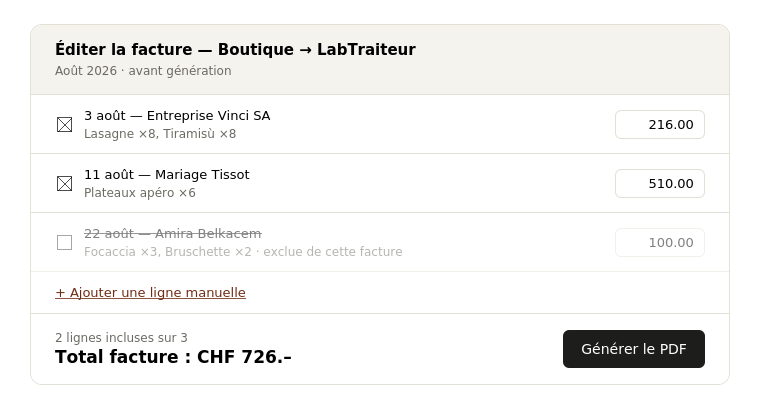 Éditer la facture — Boutique → LabTraiteur
Août 2026 · avant génération
3 août — Entreprise Vinci SA
Lasagne ×8, Tiramisù ×8
216.00
11 août — Mariage Tissot
Plateaux apéro ×6
510.00
22 août — Amira Belkacem
Focaccia ×3, Bruschette ×2 · exclue de cette facture
100.00
+ Ajouter une ligne manuelle
2 lignes incluses sur 3
Total facture : CHF 726.–
Générer le PDF